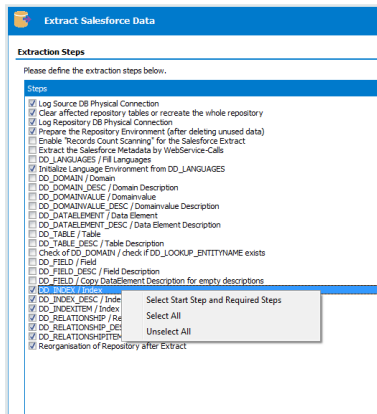 Extract Salesforce Data
Extraction Steps
Please define the extraction steps below.
Steps
Log Source DB Physical Connection
Clear affected repository tables or recreate the whole repository
Log Repository DB Physical Connection
Prepare the Repository Environment (after deleting unused data)
Enable "Records Count Scanning" for the Salesforce Extract
Extract the Salesforce Metadata by WebService-Calls
DD_LANGUAGES / Fill Languages
Initialize Language Environment from DD_LANGUAGES
DD_DOMAIN / Domain
DD_DOMAIN_DESC / Domain Description
DD_DOMAINVALUE / Domainvalue
DD_DOMAINVALUE_DESC / Domainvalue Description
DD_DATAELEMENT / Data Element
DD_DATAELEMENT_DESC / Data Element Description
DD_TABLE / Table
DD_TABLE_DESC / Table Description
Check of DD_DOMAIN / check if DD_LOOKUP_ENTITYNAME exists
DD_FIELD / Field
DD_FIELD_DESC / Field Description
DD_FIELD / Copy DataElement Description for empty descriptions
DD_INDEX / Index
DD_INDEX_DESC / Inde
DD_INDEXITEM / Index
DD_RELATIONSHIP / Re
DD_RELATIONSHIP_DES
DD_RELATIONSHIPITEM
Reorganisation of Repository after Extract
Select Start Step and Required Steps
Select All
Unselect All